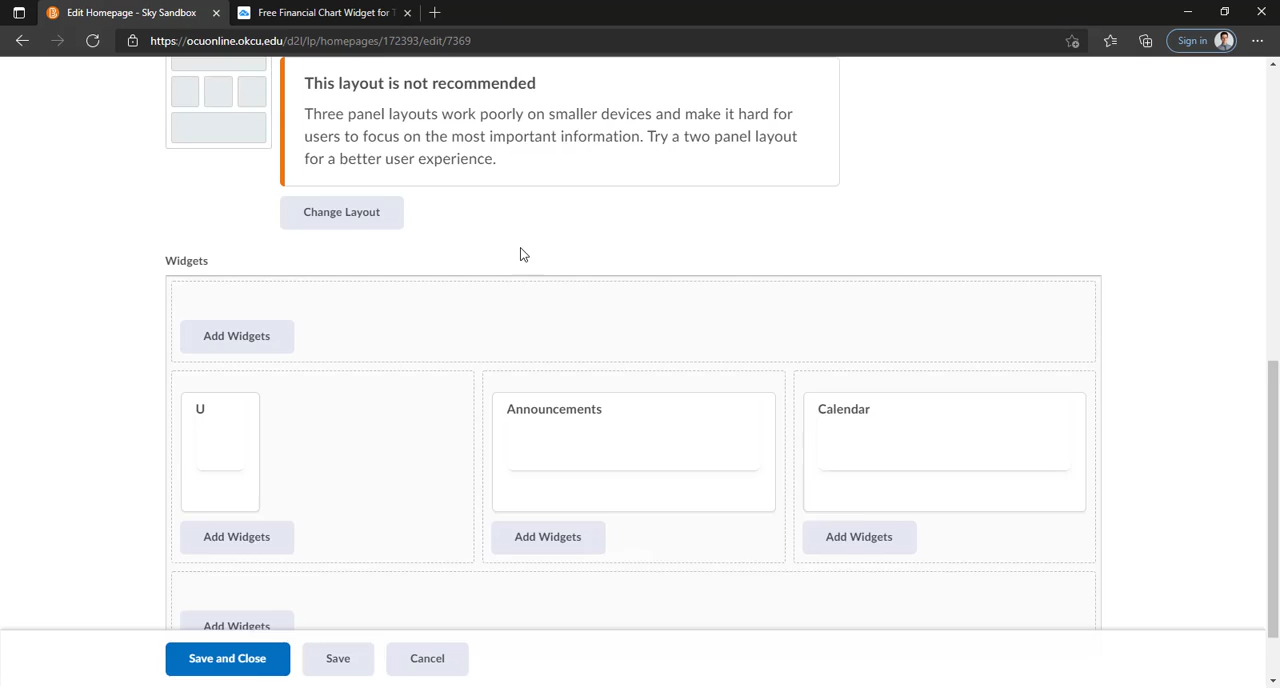 Edit Homepage - Sky Sandbox
Free Financial Chart Widget for T
https://ocuonline.okcu.edu/d2l/lp/homepages/172393/edit/7369
Sign in
This layout is not recommended
Three panel layouts work poorly on smaller devices and make it hard for
users to focus on the most important information. Try a two panel layout
for a better user experience.
Change Layout
Widgets
Add Widgets
U
Announcements
Calendar
Add Widgets
Add Widgets
Add Widgets
Add Widgets
Save and Close
Save
Cancel